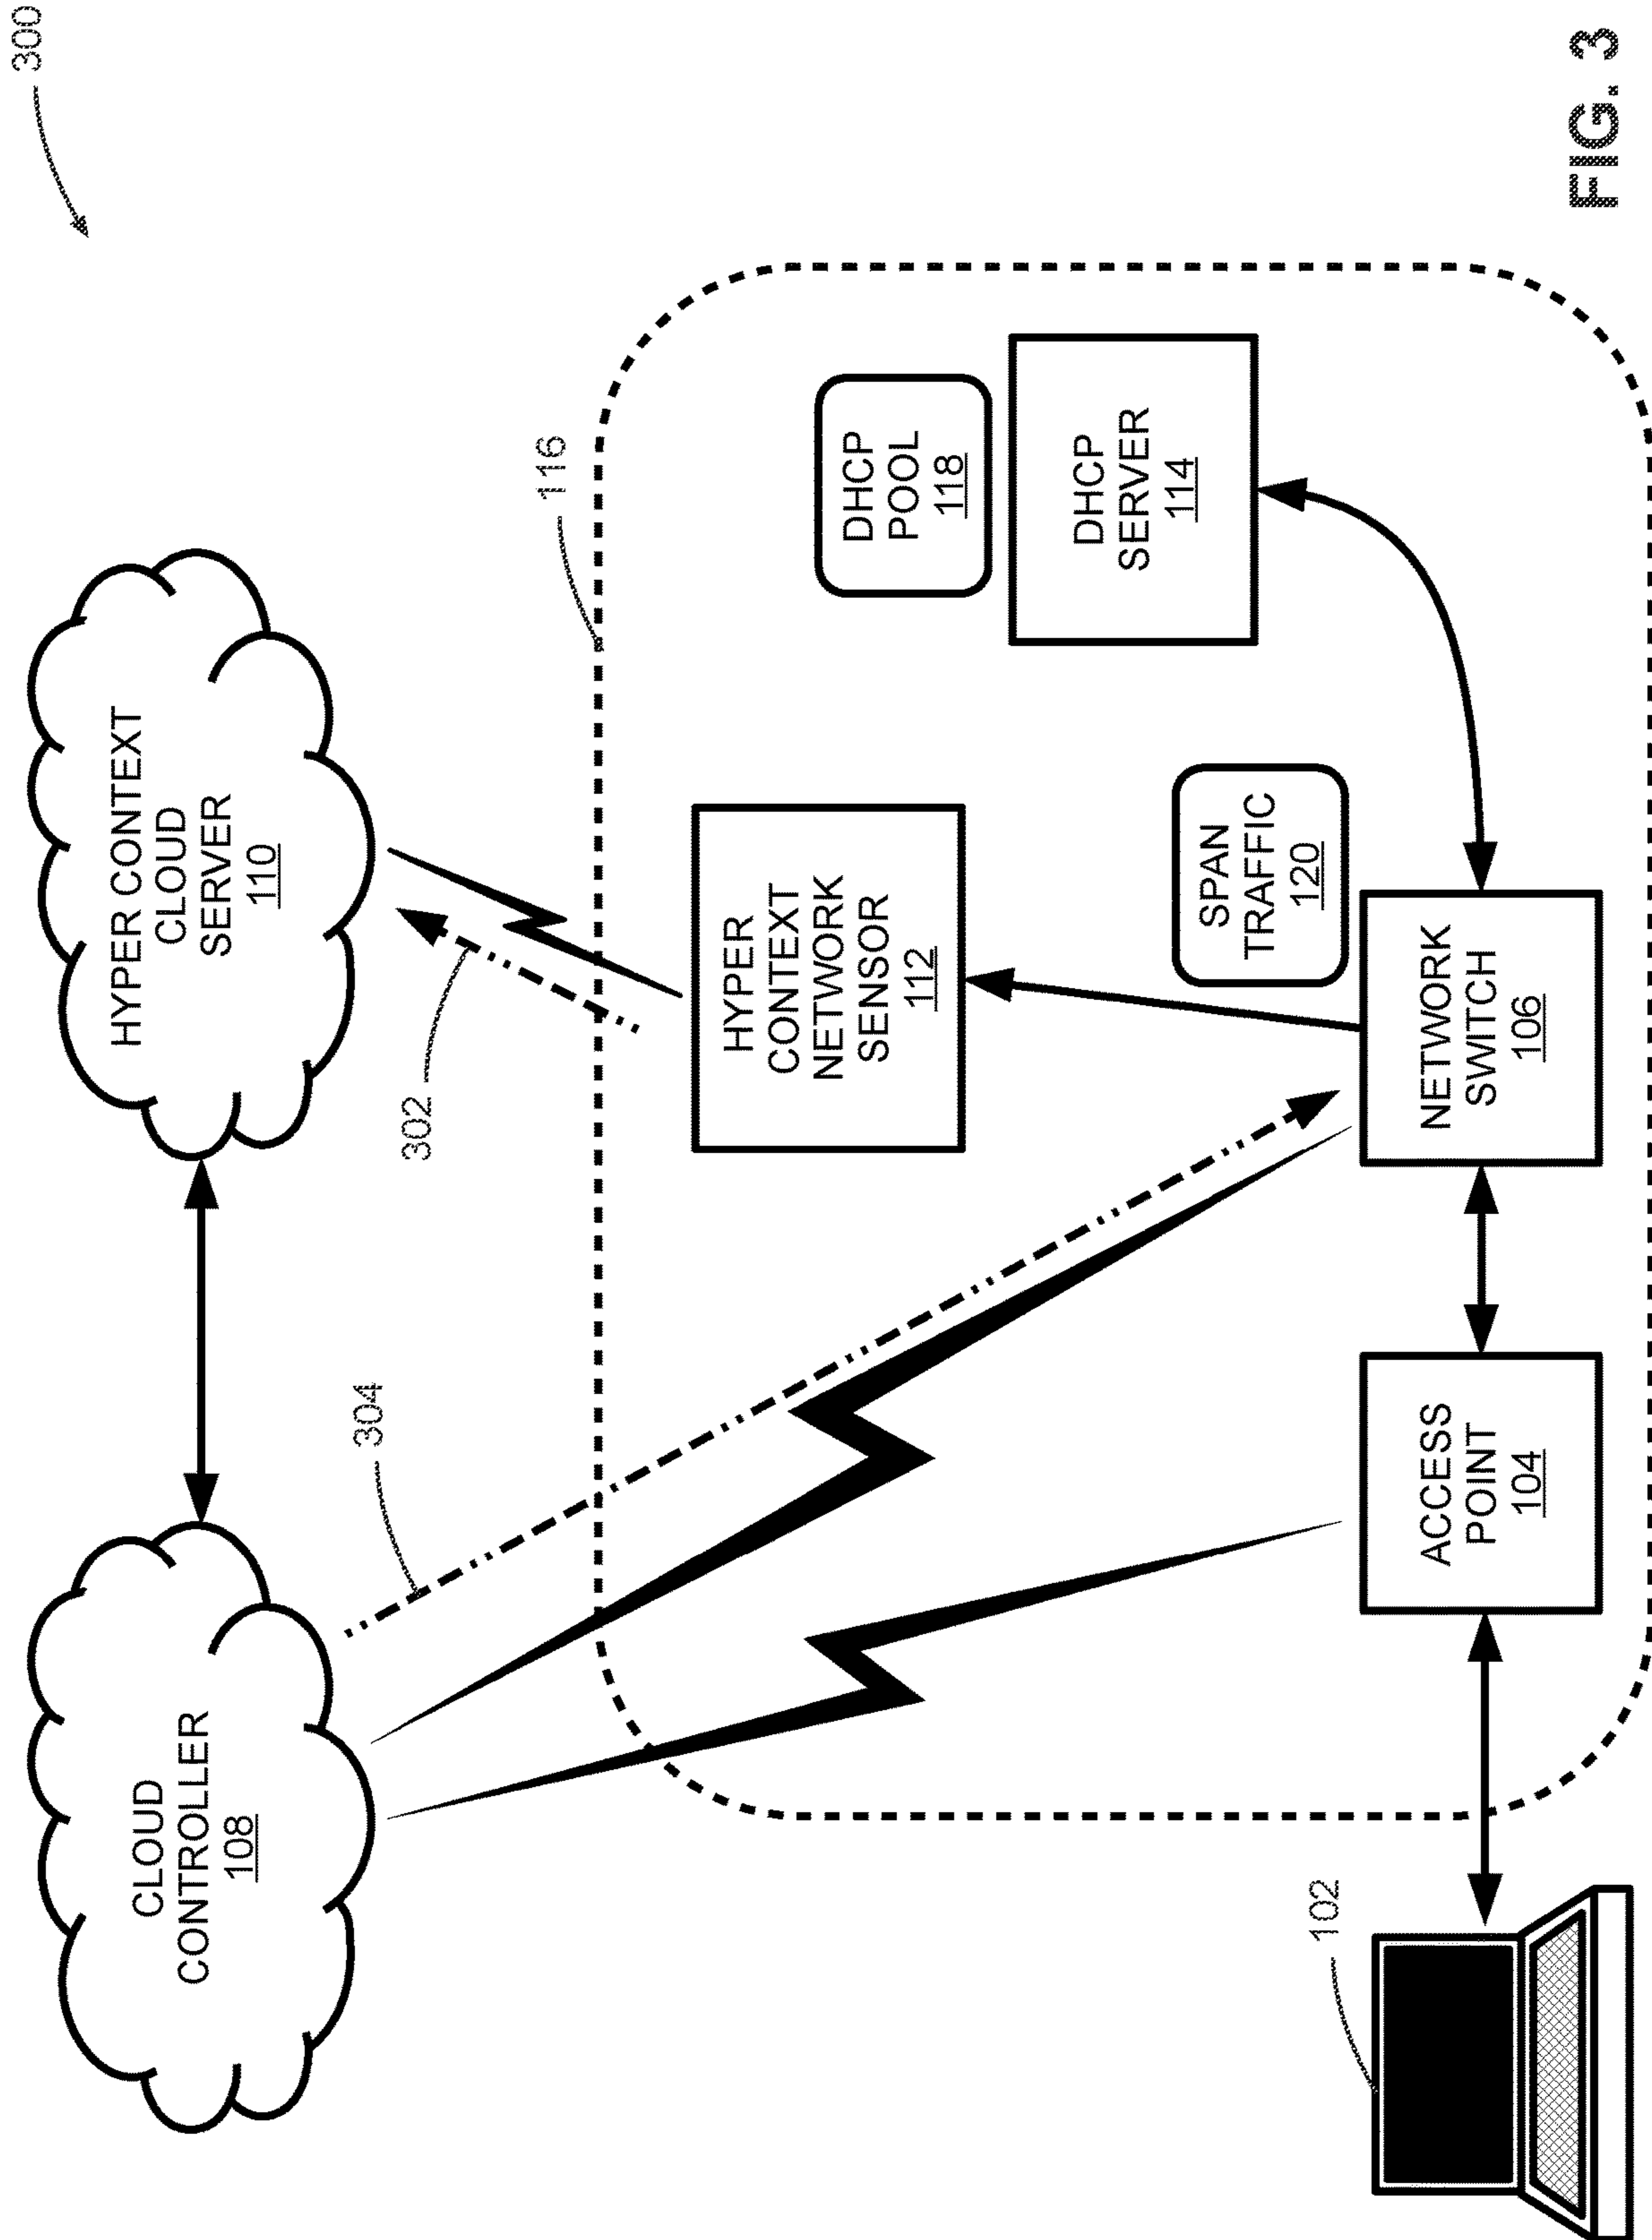 300
CLOUD
CONTROLLER
108
HYPER CONTEXT
CLOUD
SERVER
110
304
302
116
HYPER
CONTEXT
NETWORK
SENSOR
112
DHCP
POOL
118
DHCP
SERVER
114
SPAN
TRAFFIC
120
102
ACCESS
POINT
104
NETWORK
SWITCH
106
FIG. 3